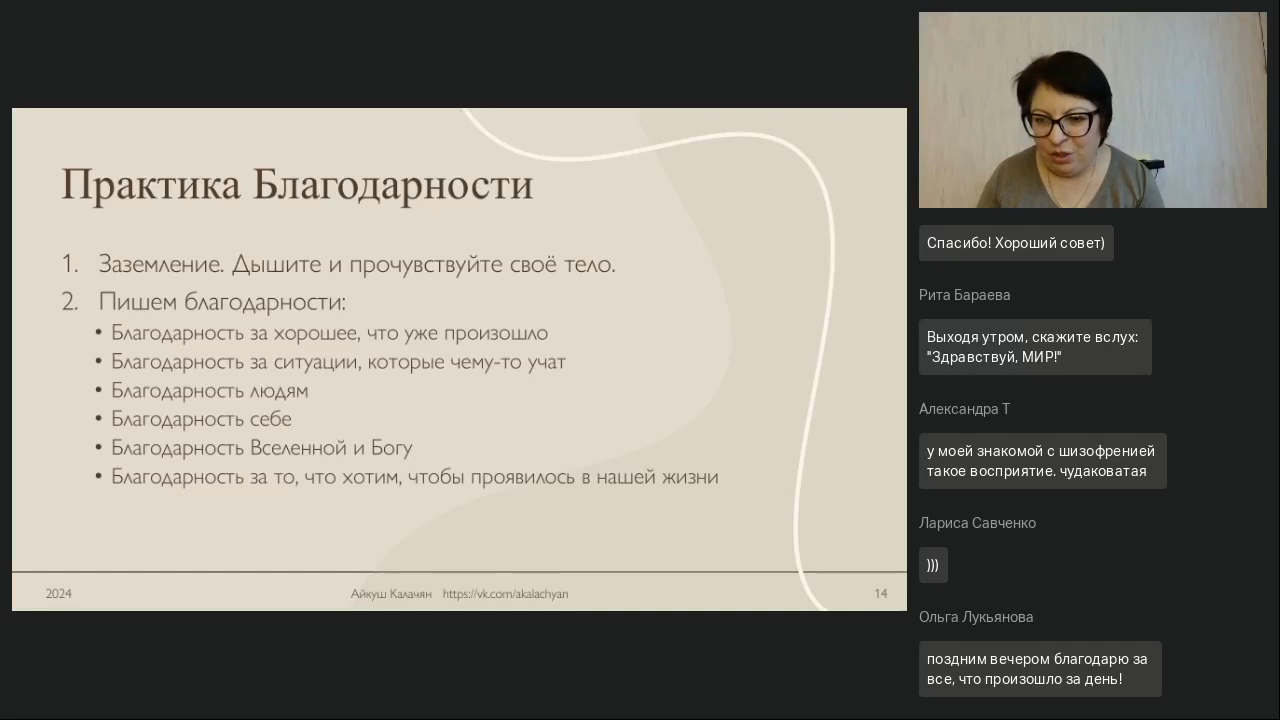 Практика Благодарности
1. Заземление. Дышите и прочувствуйте своё тело.
2. Пишем благодарности:
• Благодарность за хорошее, что уже произошло
• Благодарность за ситуации, которые чему-то учат
• Благодарность людям
• Благодарность себе
• Благодарность Вселенной и Богу
• Благодарность за то, что хотим, чтобы проявилось в нашей жизни
2024
Айкуш Калачян https://vk.com/akalachyan
14
Спасибо! Хороший совет)
Рита Бараева
Выходя утром, скажите вслух:
"Здравствуй, МИР!"
Александра Т
у моей знакомой с шизофренией
такое восприятие. чудаковатая
Лариса Савченко
)))
Ольга Лукьянова
поздним вечером благодарю за
все, что произошло за день!